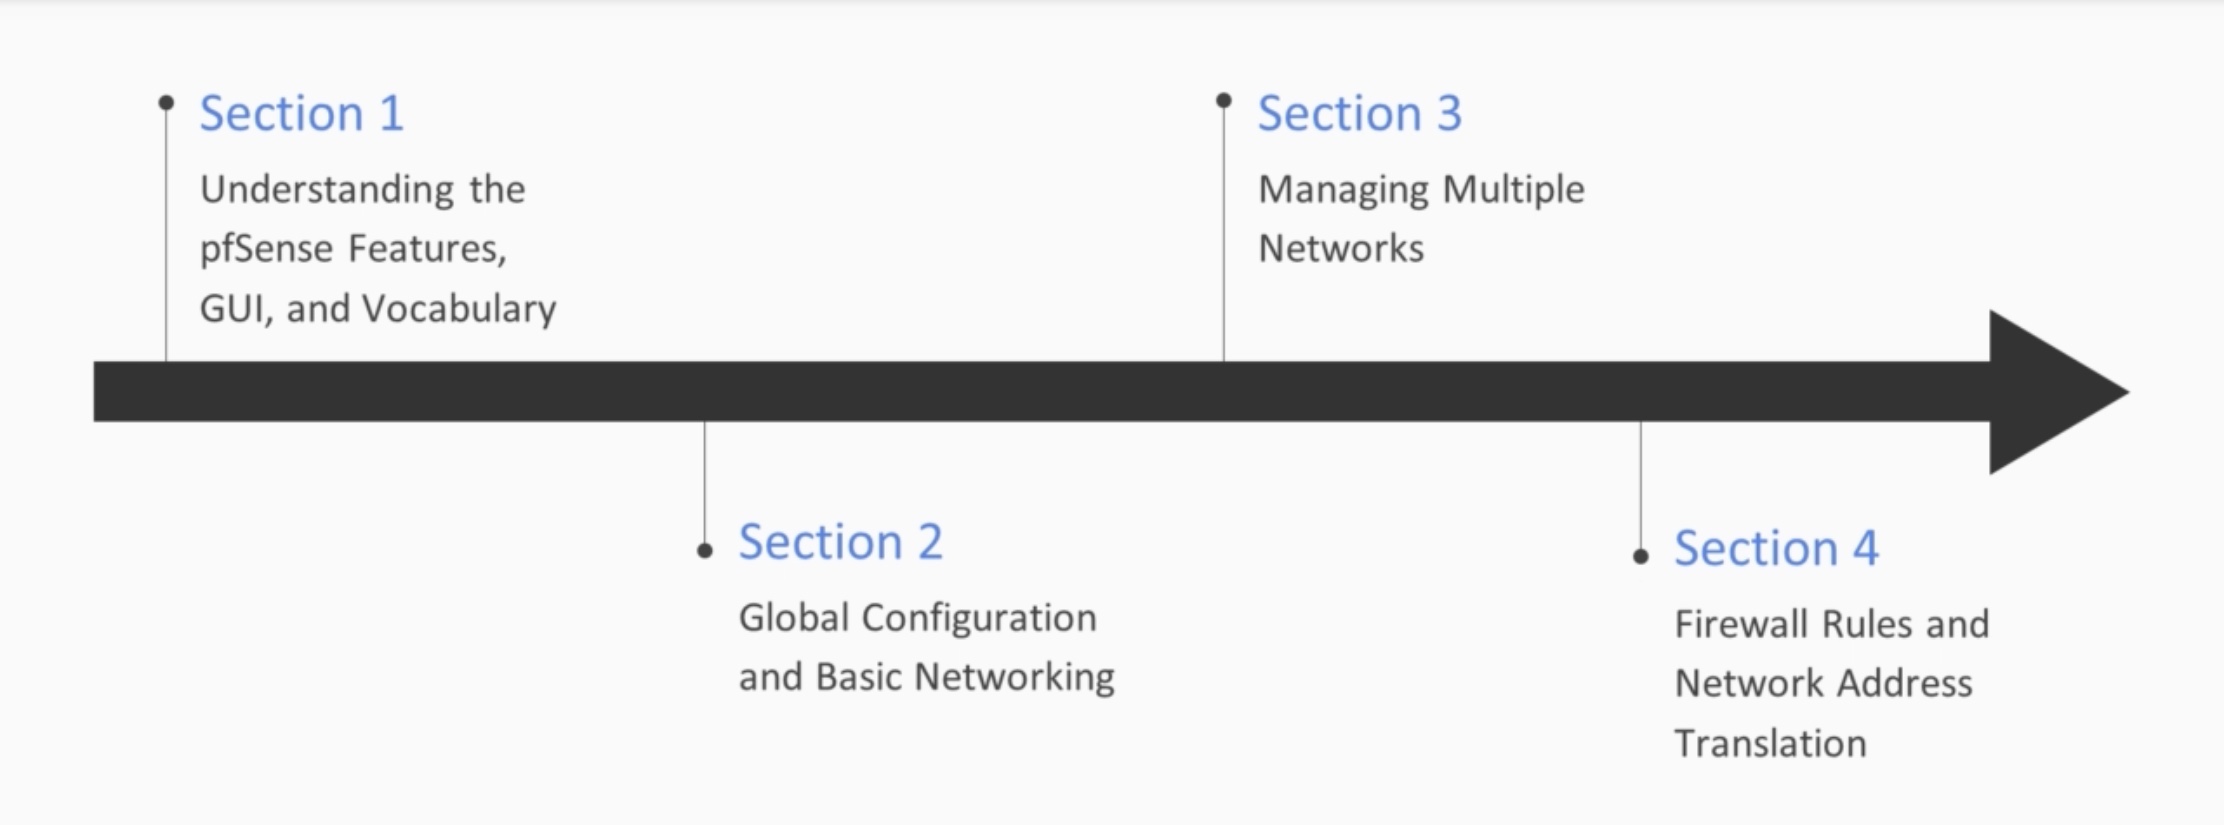 Section 1
Understanding the
pfSense Features,
GUI, and Vocabulary
Section 2
Global Configuration
and Basic Networking
Section 3
Managing Multiple
Networks
Section 4
Firewall Rules and
Network Address
Translation